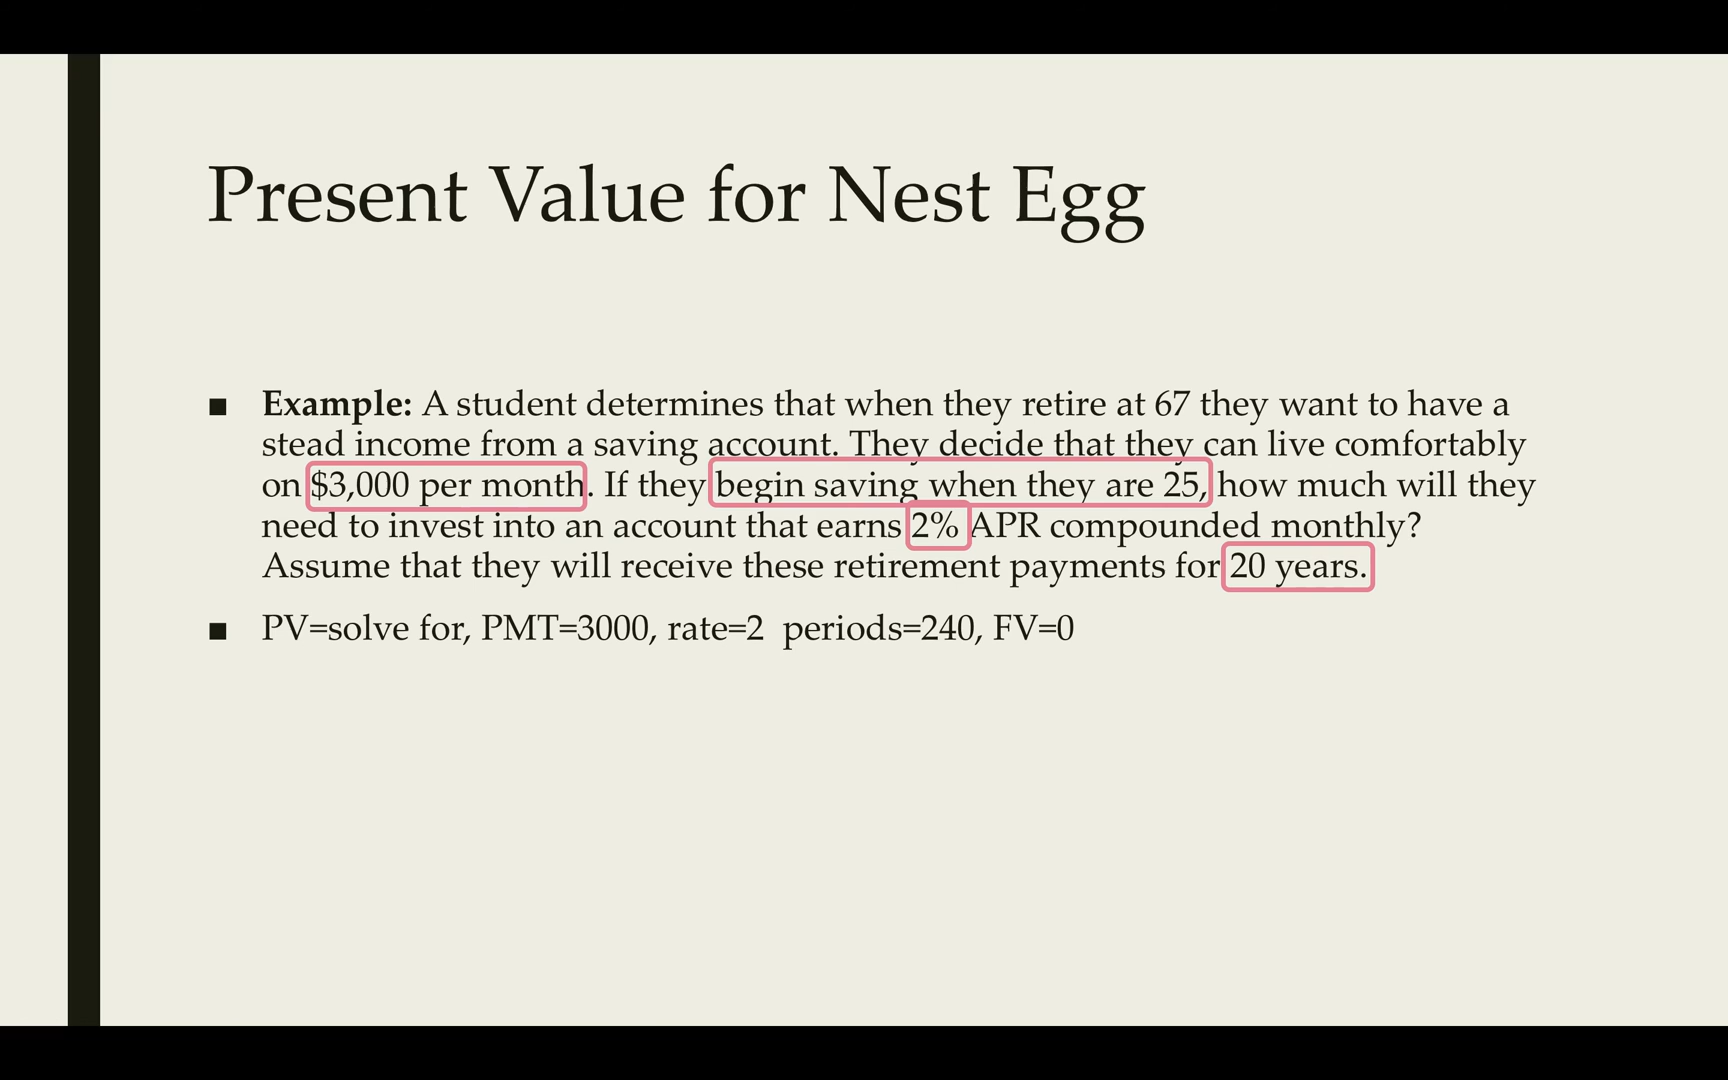 Present Value for Nest Egg
■ Example: A student determines that when they retire at 67 they want to have a
stead income from a saving account. They decide that they can live comfortably
on $3,000 per month. If they begin saving when they are 25, how much will they
need to invest into an account that earns 2% APR compounded monthly?
Assume that they will receive these retirement payments for 20 years.
■ PV=solve for, PMT=3000, rate=2 periods=240, FV=0